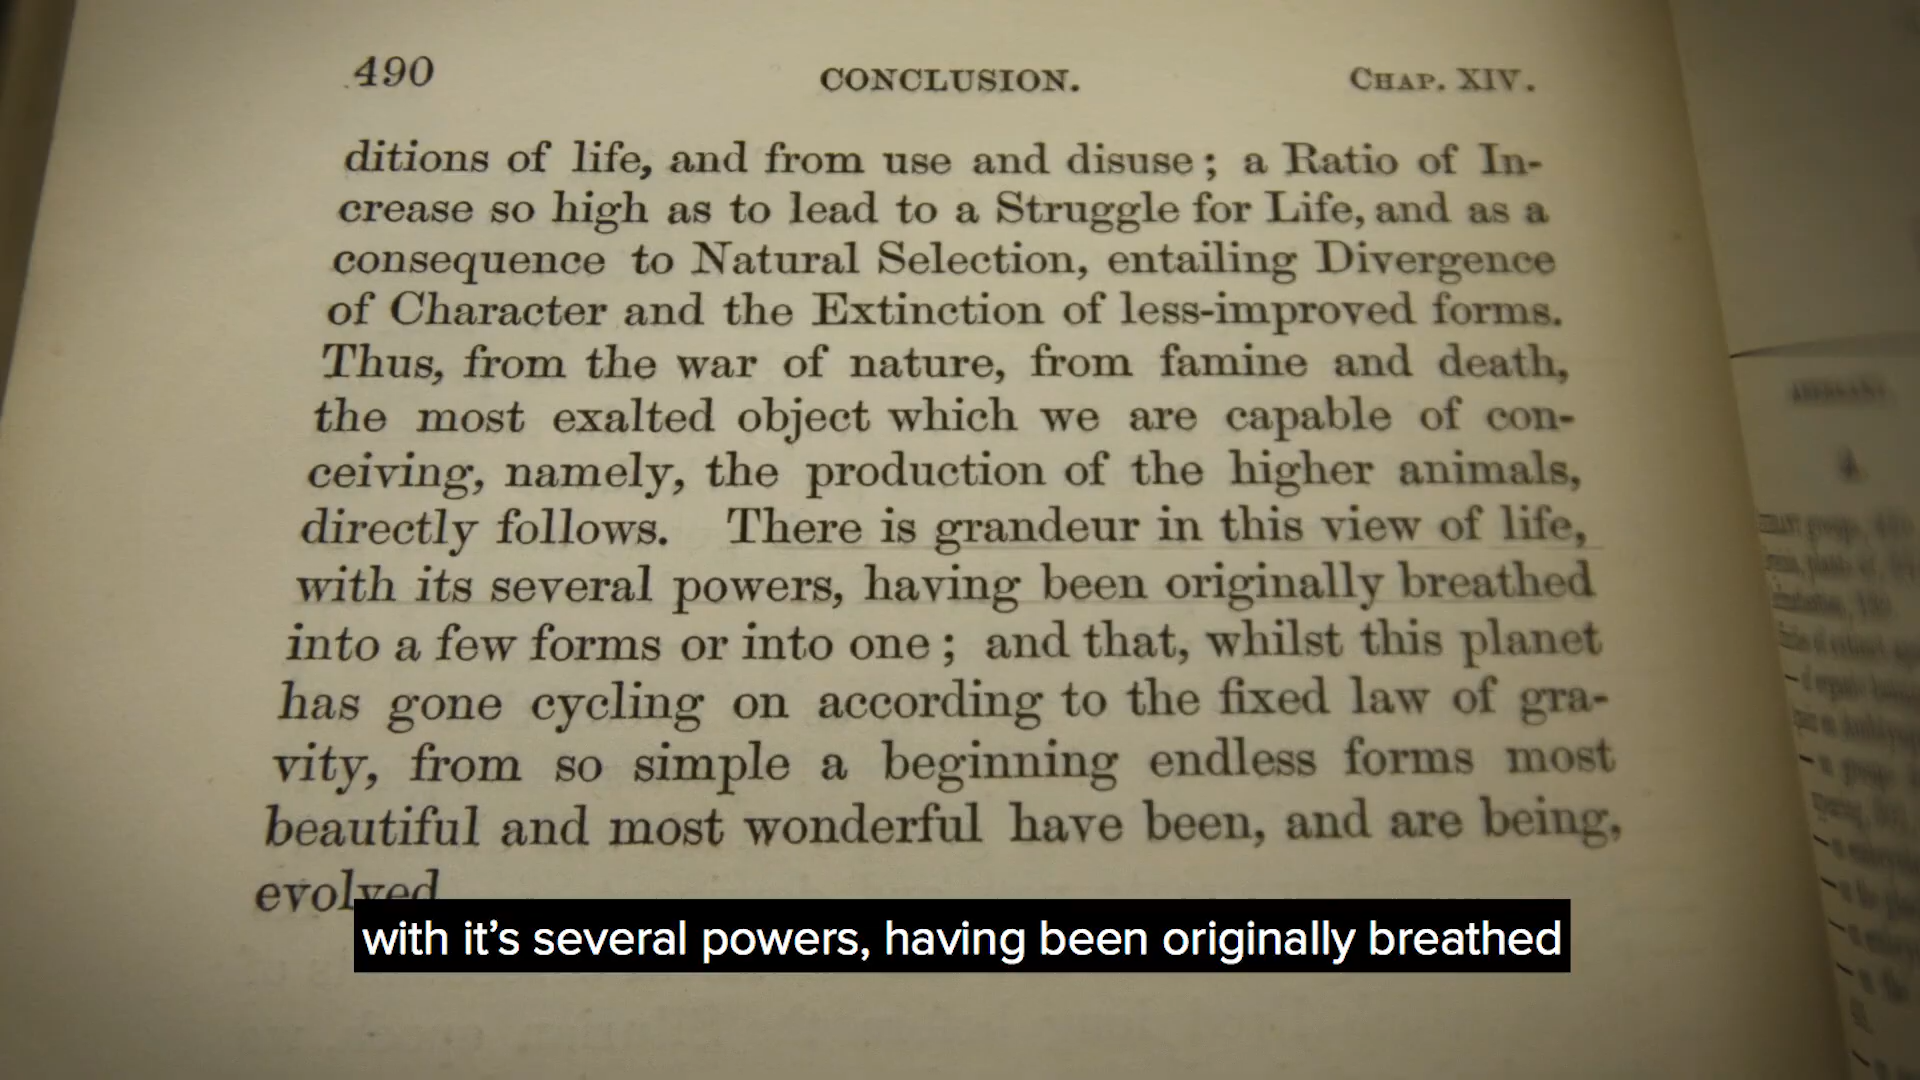 490 CONCLUSION. CHAP. XIV.
ditions of life, and from use and disuse; a Ratio of In-
crease so high as to lead to a Struggle for Life, and as a
consequence to Natural Selection, entailing Divergence
of Character and the Extinction of less-improved forms.
Thus, from the war of nature, from famine and death,
the most exalted object which we are capable of con-
ceiving, namely, the production of the higher animals,
directly follows. There is grandeur in this view of life,
with its several powers, having been originally breathed
into a few forms or into one; and that, whilst this planet
has gone cycling on according to the fixed law of gra-
vity, from so simple a beginning endless forms most
beautiful and most wonderful have been, and are being,
evolved
with it’s several powers, having been originally breathed